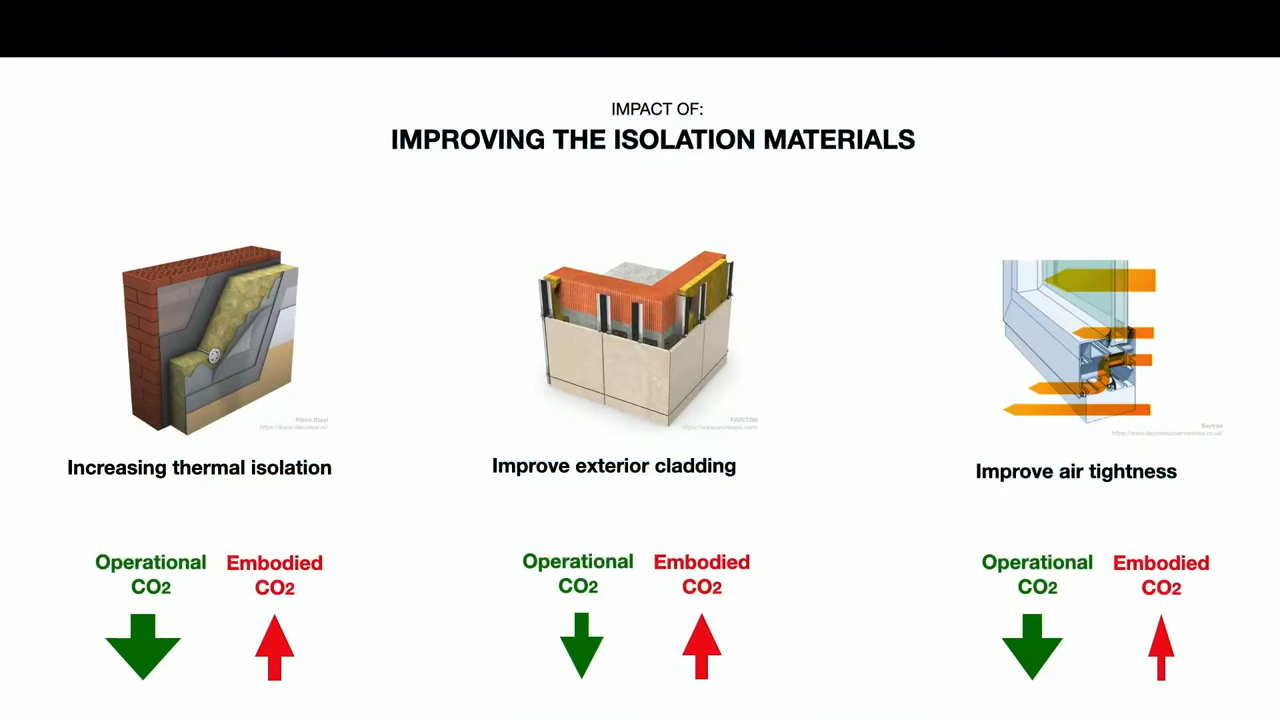 IMPACT OF:
IMPROVING THE ISOLATION MATERIALS
Increasing thermal isolation
Improve exterior cladding
Improve air tightness
Operational
CO2
Embodied
CO2
Operational
CO2
Embodied
CO2
Operational
CO2
Embodied
CO2
FAVETON